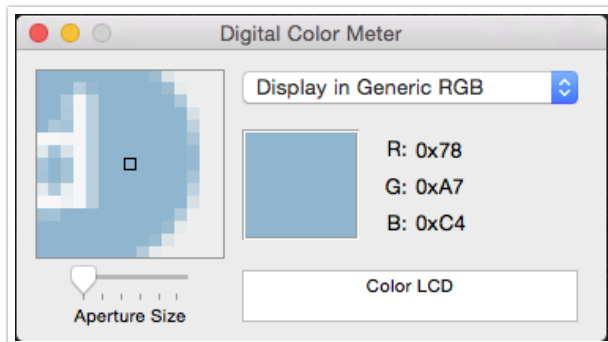 Digital Color Meter
Display in Generic RGB
R: 0x78
G: 0xA7
B: 0xC4
Aperture Size
Color LCD